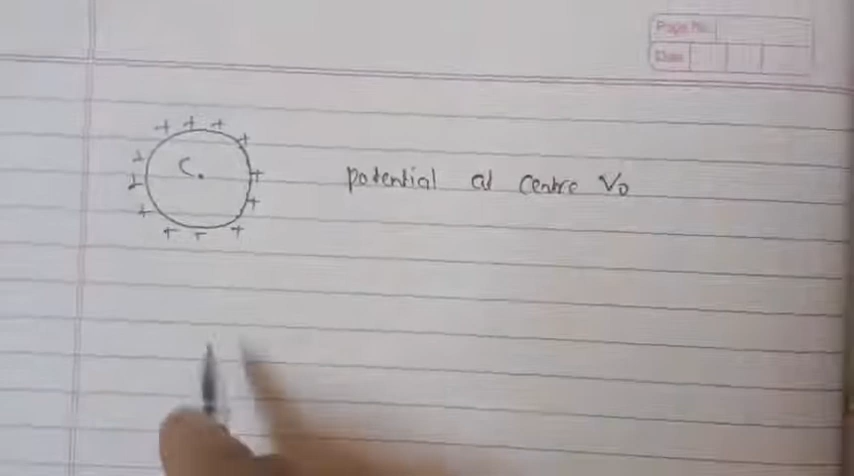 Page No.
Date
C.
potential at centre V₀